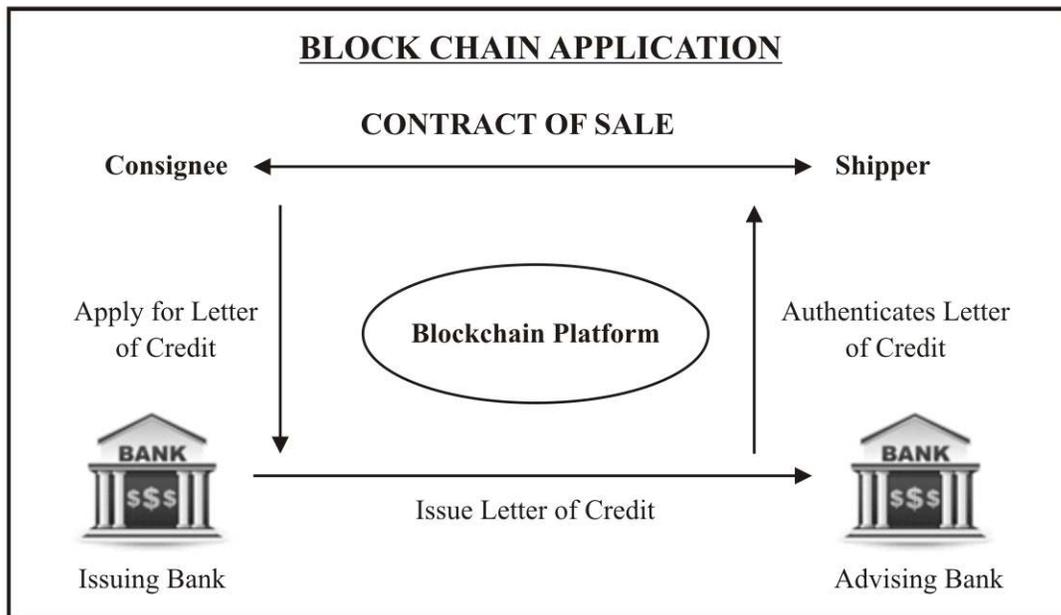 BLOCK CHAIN APPLICATION
CONTRACT OF SALE
Consignee
Shipper
Apply for Letter
of Credit
Blockchain Platform
Authenticates Letter
of Credit
BANK
$$$
Issuing Bank
Issue Letter of Credit
BANK
$$$
Advising Bank